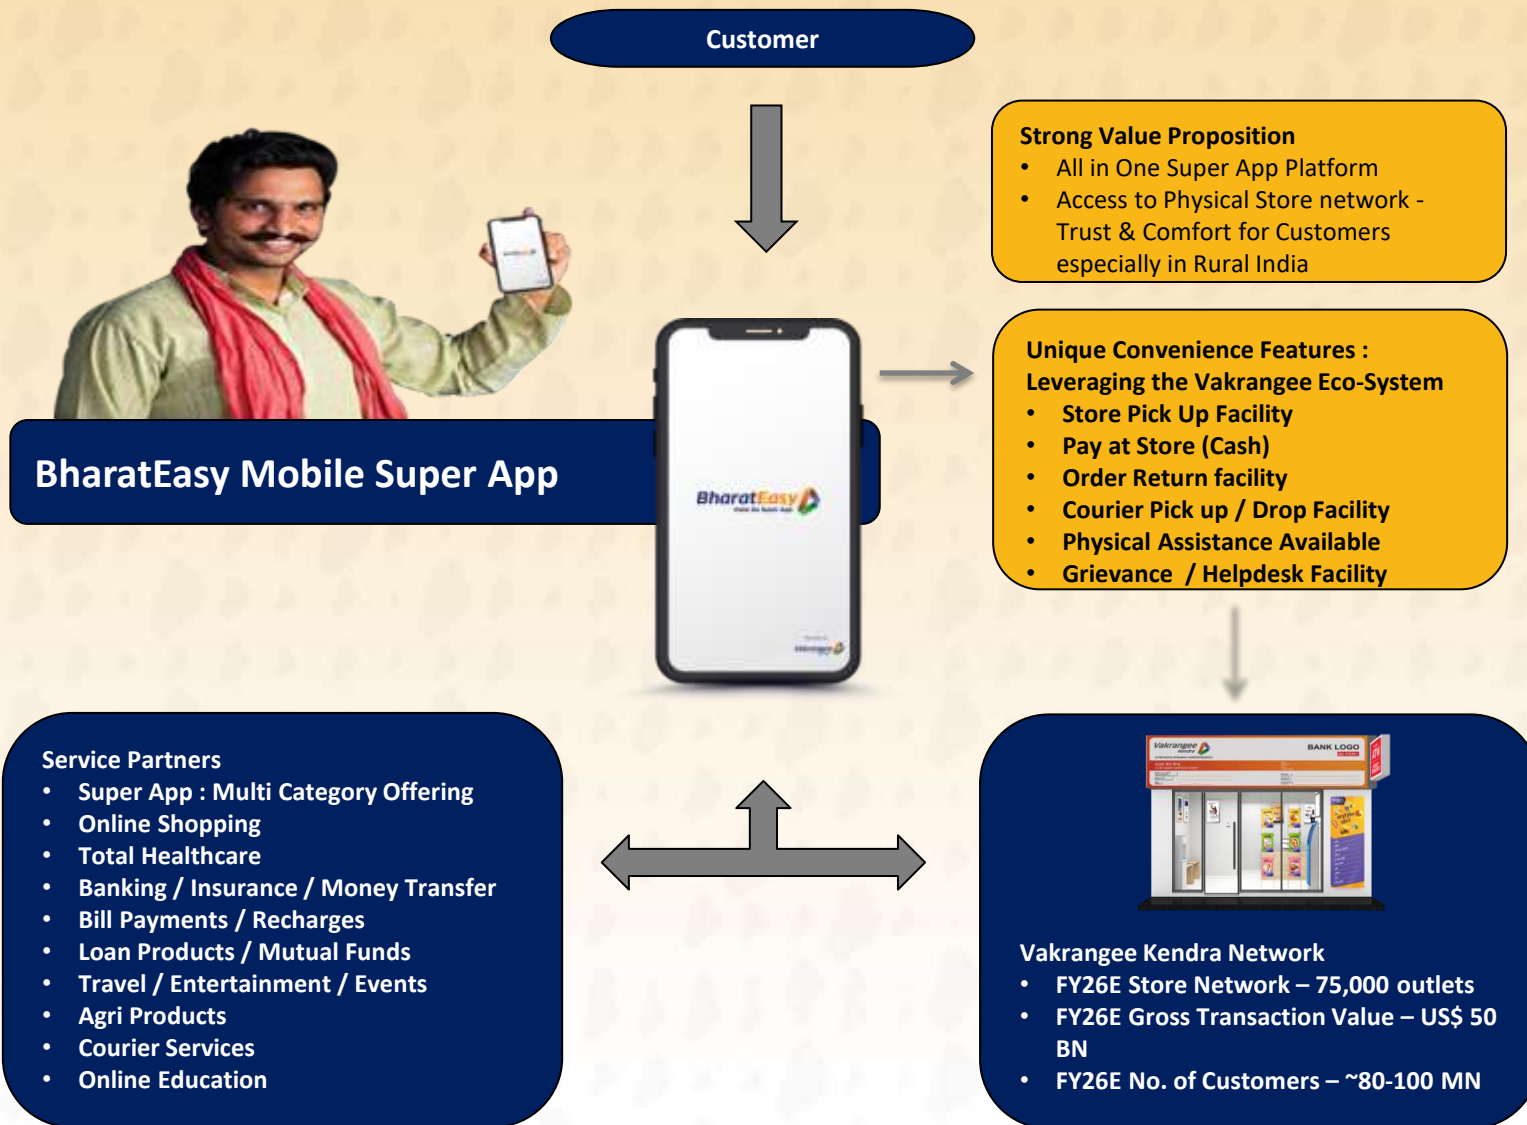 Customer
Strong Value Proposition
• All in One Super App Platform
• Access to Physical Store network -
Trust & Comfort for Customers
especially in Rural India
Unique Convenience Features :
Leveraging the Vakrangee Eco-System
• Store Pick Up Facility
• Pay at Store (Cash)
• Order Return facility
• Courier Pick up / Drop Facility
• Physical Assistance Available
• Grievance / Helpdesk Facility
BharatEasy Mobile Super App
BharatEasy
Service Partners
• Super App : Multi Category Offering
• Online Shopping
• Total Healthcare
• Banking / Insurance / Money Transfer
• Bill Payments / Recharges
• Loan Products / Mutual Funds
• Travel / Entertainment / Events
• Agri Products
• Courier Services
• Online Education
Vakrangee
Kendra
BANK LOGO
ATM
Vakrangee Kendra Network
• FY26E Store Network – 75,000 outlets
• FY26E Gross Transaction Value – US$ 50
BN
• FY26E No. of Customers – ~80-100 MN